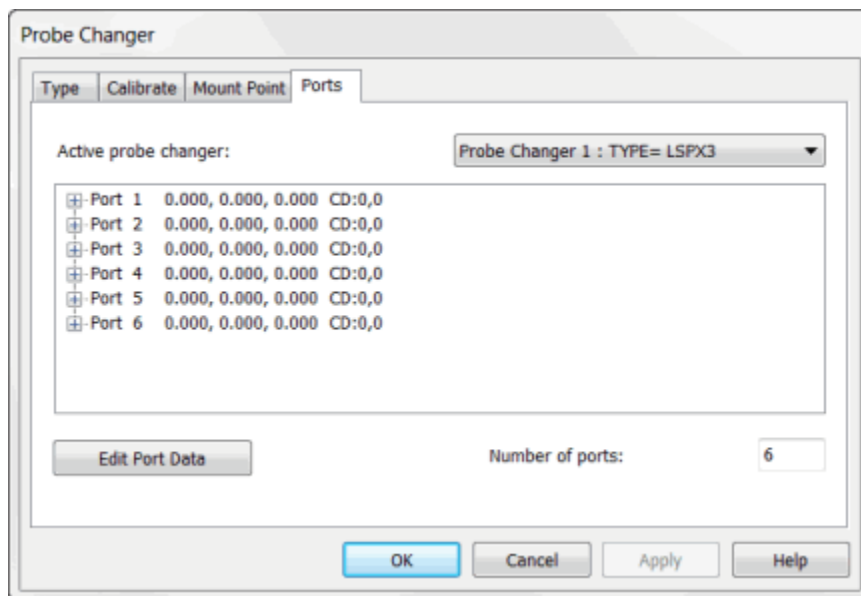 Probe Changer
Type Calibrate Mount Point Ports
Active probe changer: Probe Changer 1 : TYPE= LSPX3
Port 1 0.000, 0.000, 0.000 CD:0,0
Port 2 0.000, 0.000, 0.000 CD:0,0
Port 3 0.000, 0.000, 0.000 CD:0,0
Port 4 0.000, 0.000, 0.000 CD:0,0
Port 5 0.000, 0.000, 0.000 CD:0,0
Port 6 0.000, 0.000, 0.000 CD:0,0
Edit Port Data Number of ports: 6
OK Cancel Apply Help